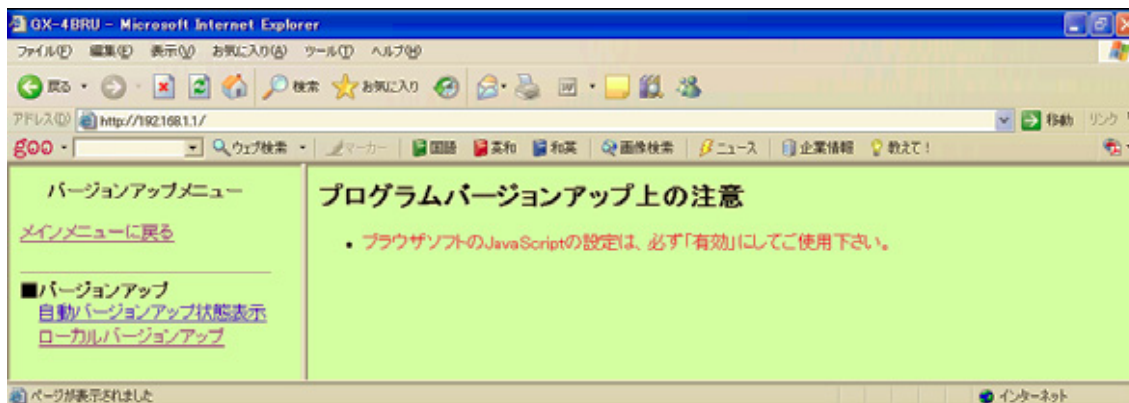 GX-4BRU - Microsoft Internet Explorer
ファイル(F) 編集(E) 表示(V) お気に入り(A) ツール(T) ヘルプ(H)
戻る 検索 お気に入り
アドレス(D) http://192.168.1.1/ 移動 リンク
goo ウェブ検索 マーカー 国語 英和 和英 画像検索 ニュース 企業情報 教えて!
バージョンアップメニュー
メインメニューに戻る
■バージョンアップ
自動バージョンアップ状態表示
ローカルバージョンアップ
プログラムバージョンアップ上の注意
• ブラウザソフトのJavaScriptの設定は、必ず「有効」にしてご使用下さい。
ページが表示されました インターネット